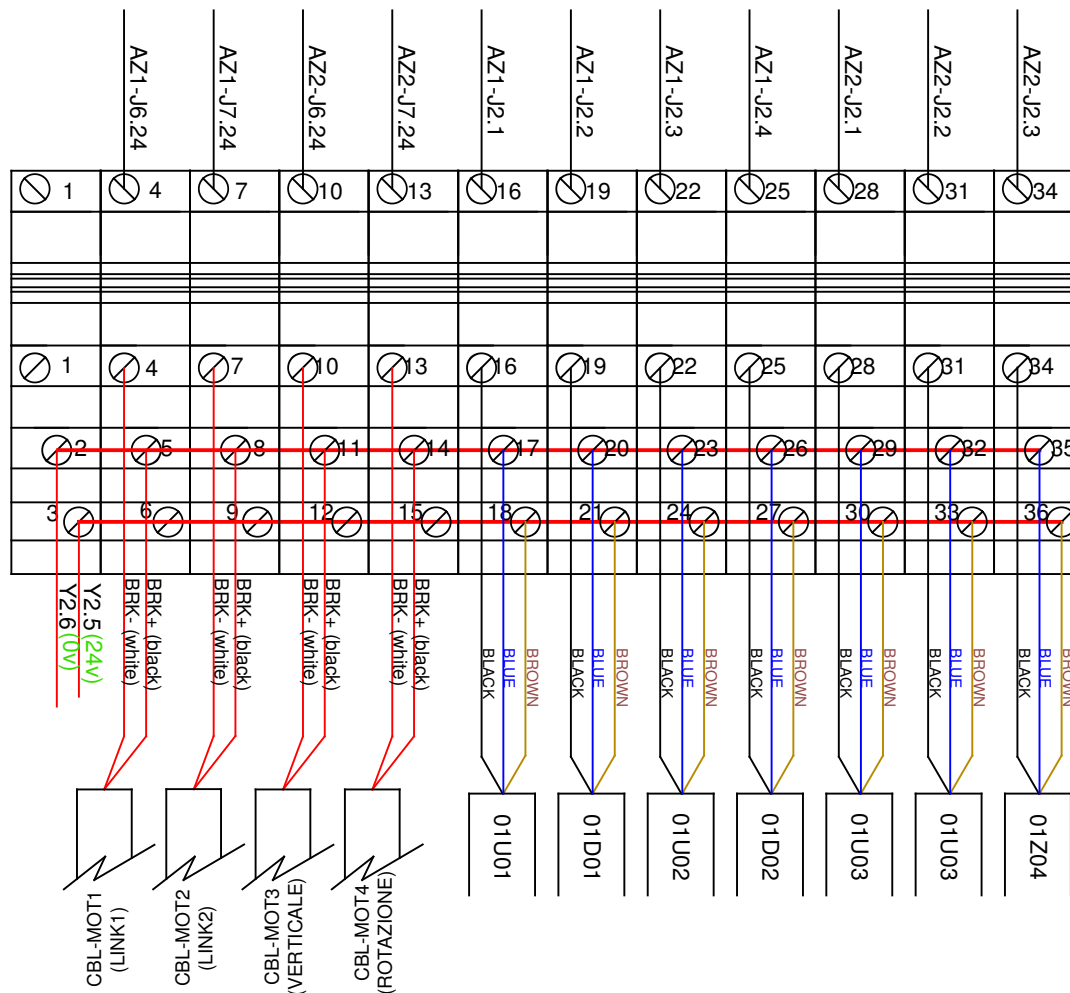 AZ1-J6.24
AZ1-J7.24
AZ2-J6.24
AZ2-J7.24
AZ1-J2.1
AZ1-J2.2
AZ1-J2.3
AZ1-J2.4
AZ2-J2.1
AZ2-J2.2
AZ2-J2.3
1 4 7 10 13 16 19 22 25 28 31 34
1 4 7 10 13 16 19 22 25 28 31 34
2 5 8 11 14 17 20 23 26 29 32 35
3 6 9 12 15 18 21 24 27 30 33 36
Y2.6 (0v)
Y2.5 (24v)
BRK- (white)
BRK+ (black)
BRK- (white)
BRK+ (black)
BRK- (white)
BRK+ (black)
BRK- (white)
BRK+ (black)
BLACK
BLUE
BROWN
BLACK
BLUE
BROWN
BLACK
BLUE
BROWN
BLACK
BLUE
BROWN
BLACK
BLUE
BROWN
BLACK
BLUE
BROWN
BLACK
BLUE
BROWN
CBL-MOT1
(LINK1)
CBL-MOT2
(LINK2)
CBL-MOT3
(VERTICALE)
CBL-MOT4
(ROTAZIONE)
01U01
01D01
01U02
01D02
01U03
01U03
01Z04